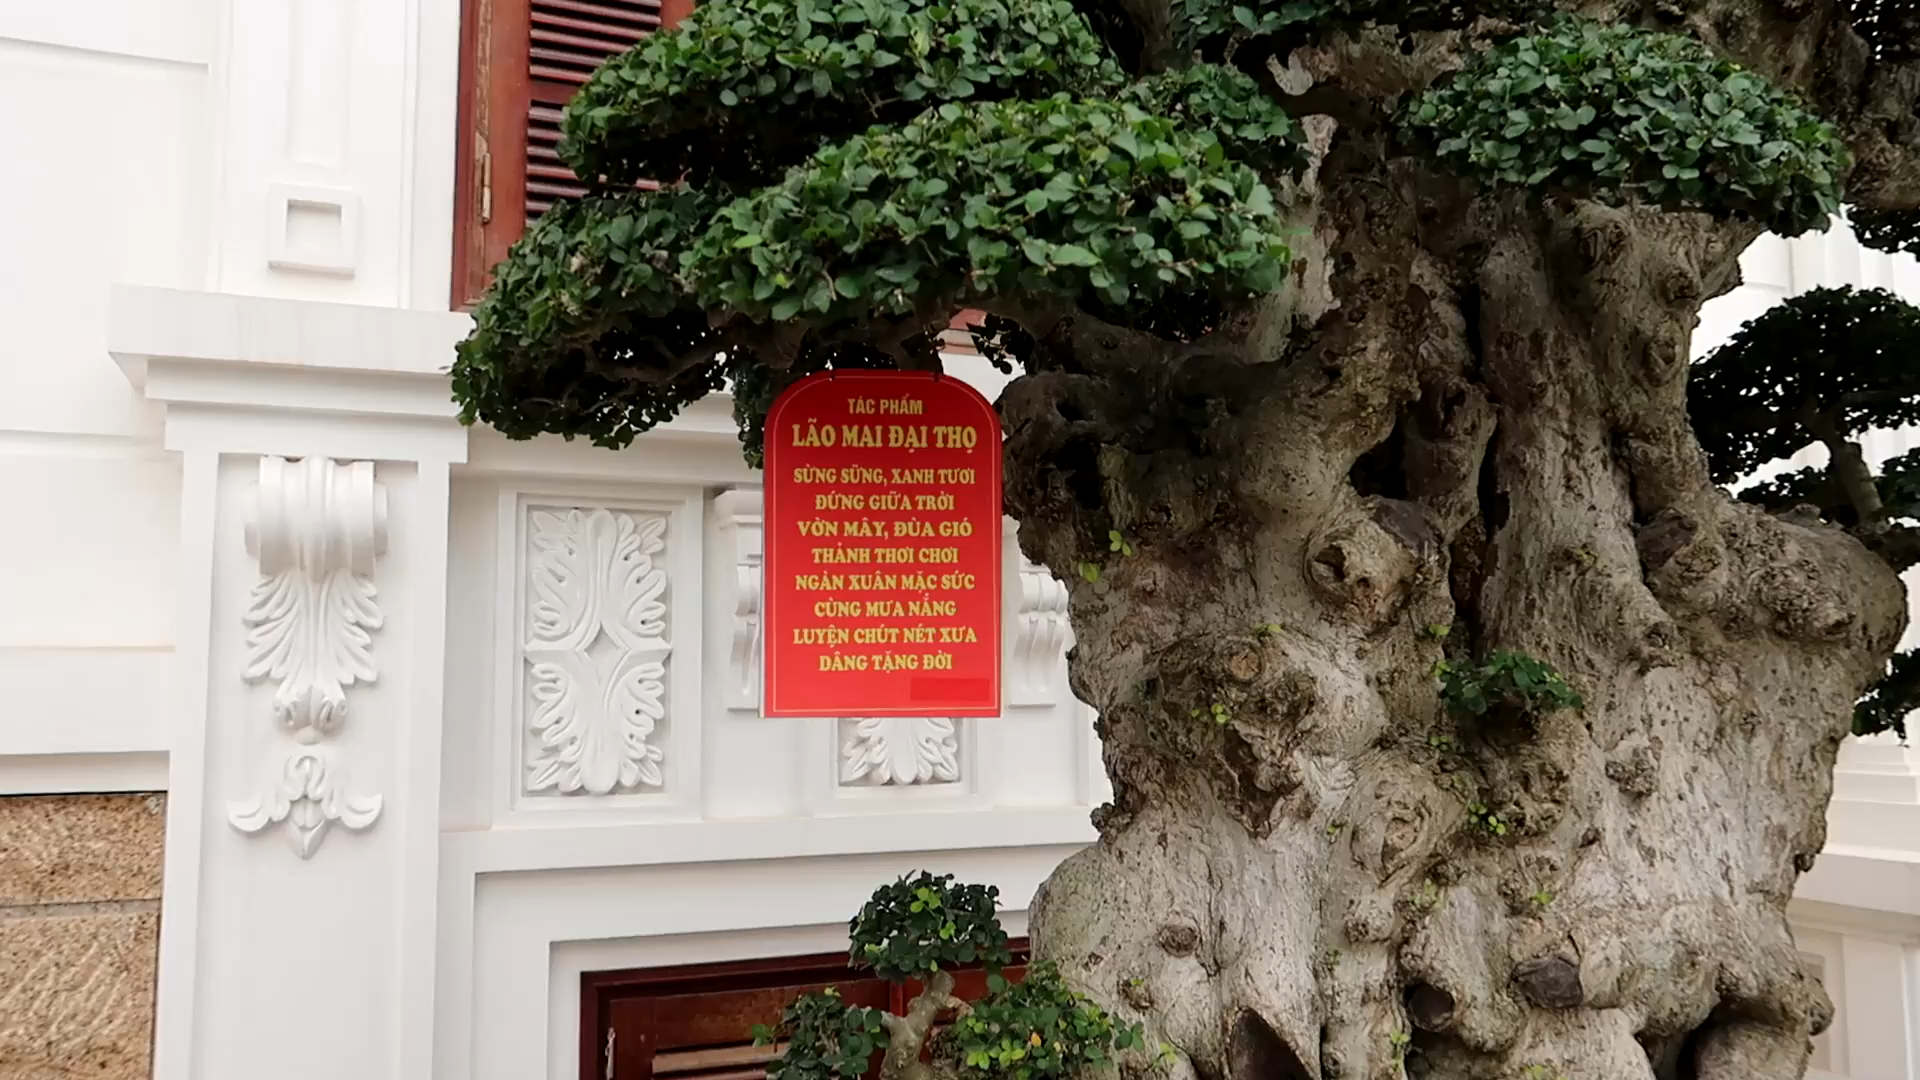 TÁC PHẨM
LÃO MAI ĐẠI THỌ
SỪNG SỮNG, XANH TƯƠI
ĐỨNG GIỮA TRỜI
VỜN MÂY, ĐÙA GIÓ
THẢNH THƠI CHƠI
NGÀN XUÂN MẶC SỨC
CÙNG MƯA NẮNG
LUYỆN CHÚT NÉT XƯA
DÂNG TẶNG ĐỜI